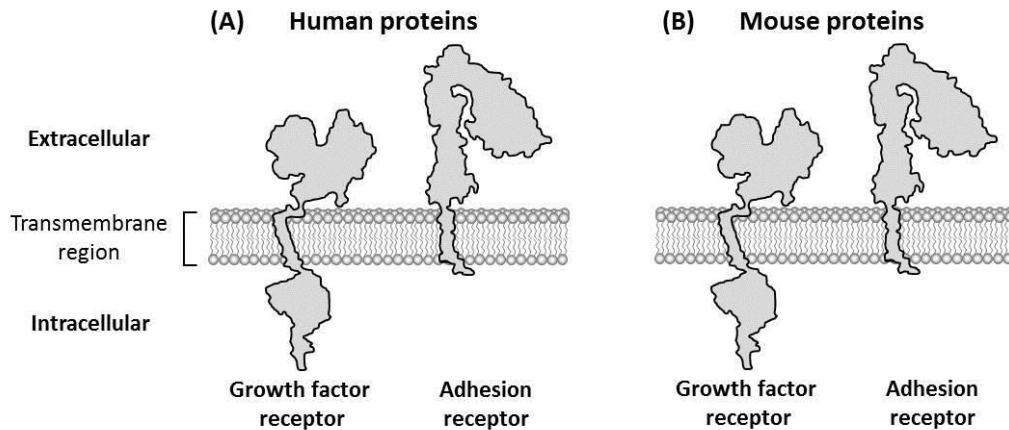 (A) Human proteins
(B) Mouse proteins
Extracellular
Transmembrane
region
Intracellular
Growth factor
receptor
Adhesion
receptor
Growth factor
receptor
Adhesion
receptor